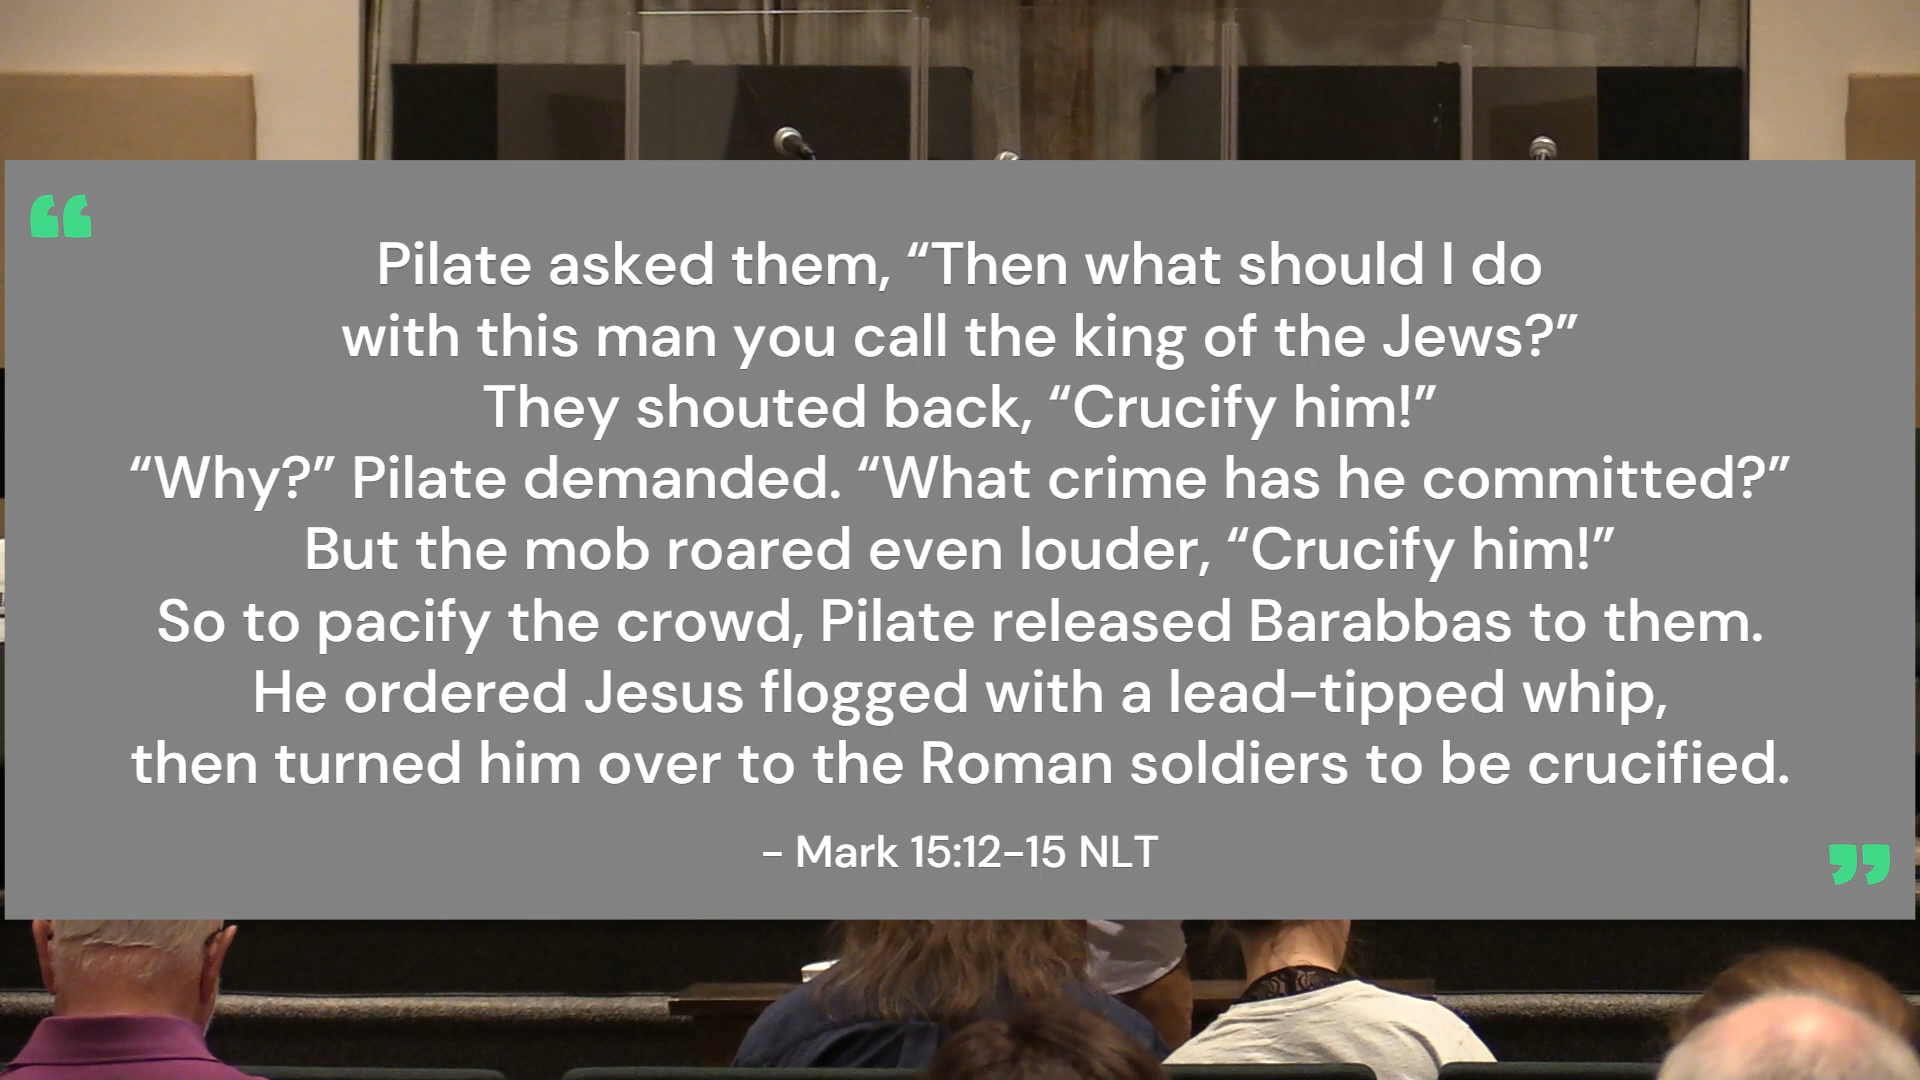 “
Pilate asked them, “Then what should I do
with this man you call the king of the Jews?”
They shouted back, “Crucify him!”
“Why?” Pilate demanded. “What crime has he committed?”
But the mob roared even louder, “Crucify him!”
So to pacify the crowd, Pilate released Barabbas to them.
He ordered Jesus flogged with a lead-tipped whip,
then turned him over to the Roman soldiers to be crucified.
– Mark 15:12–15 NLT
”